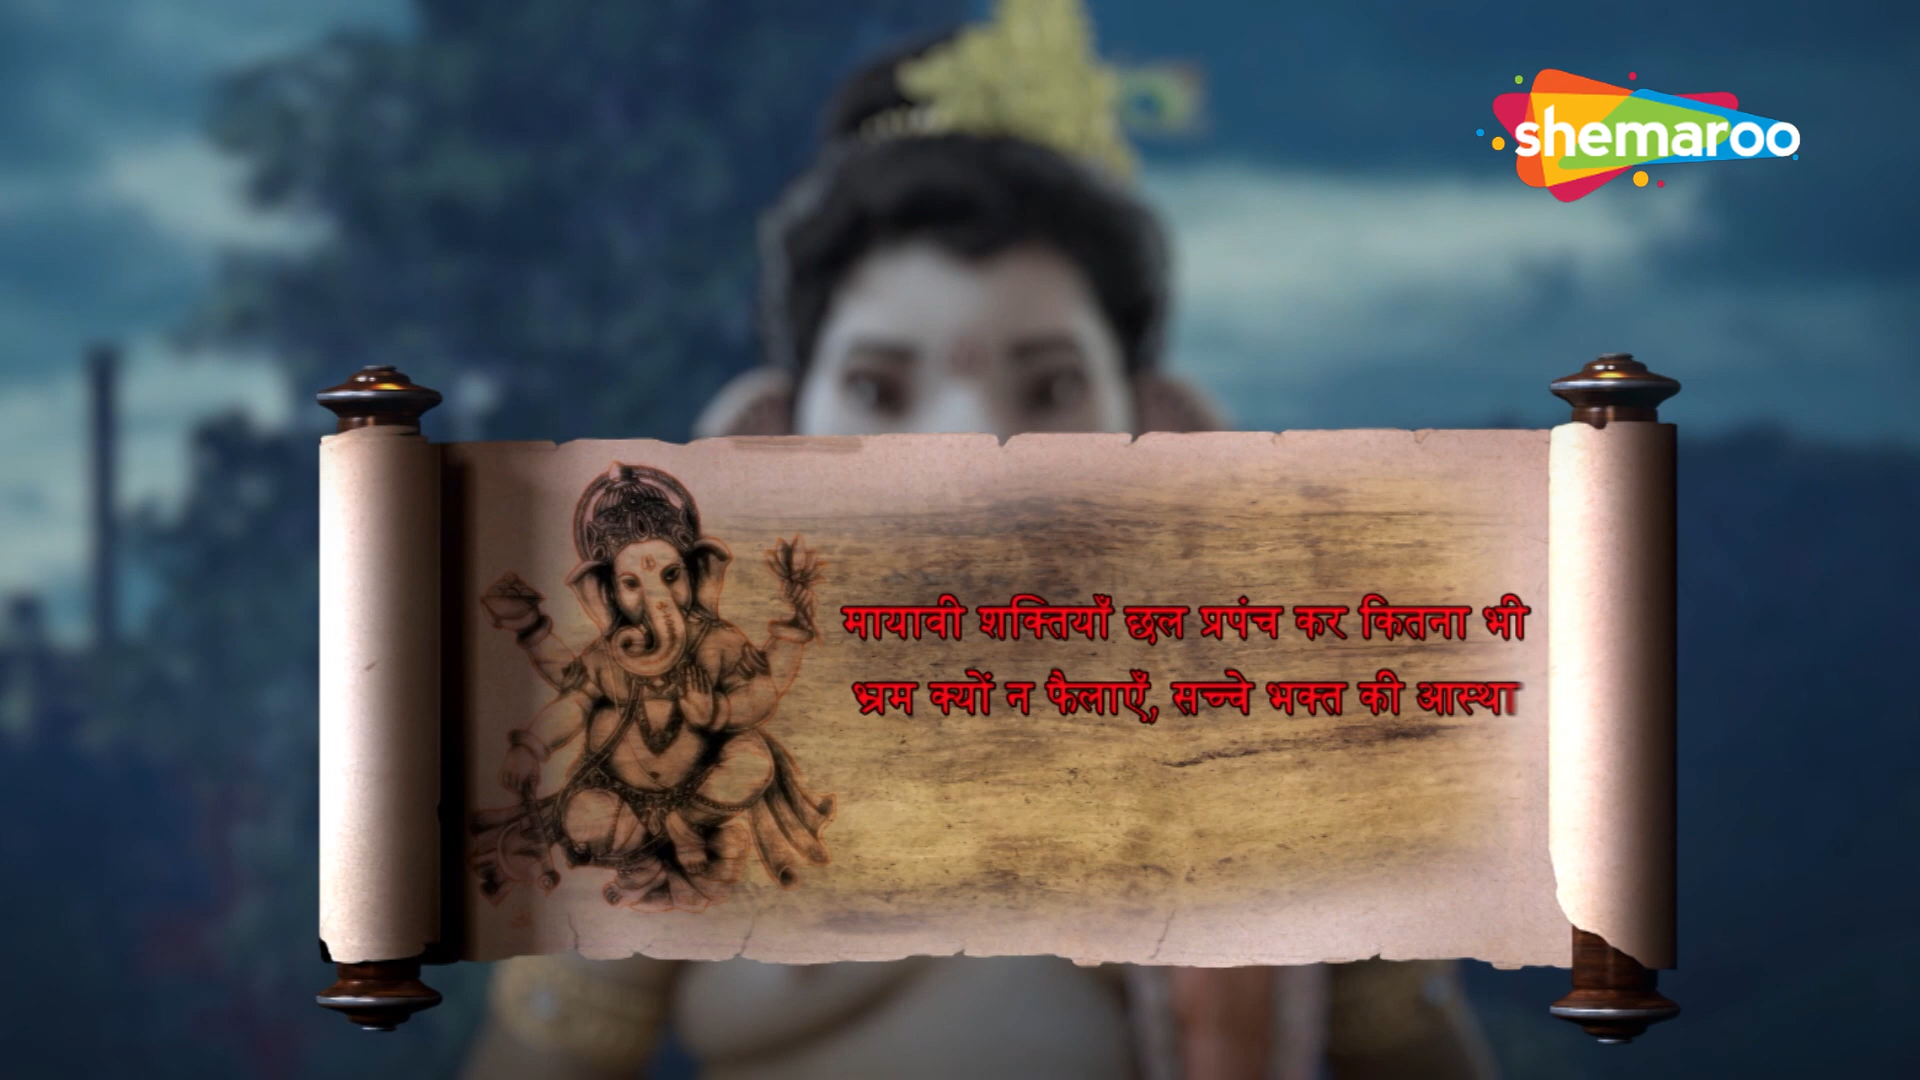 shemaroo
मायावी शक्तियाँ छल प्रपंच कर कितना भी
भ्रम क्यों न फैलाएँ, सच्चे भक्त की आस्था